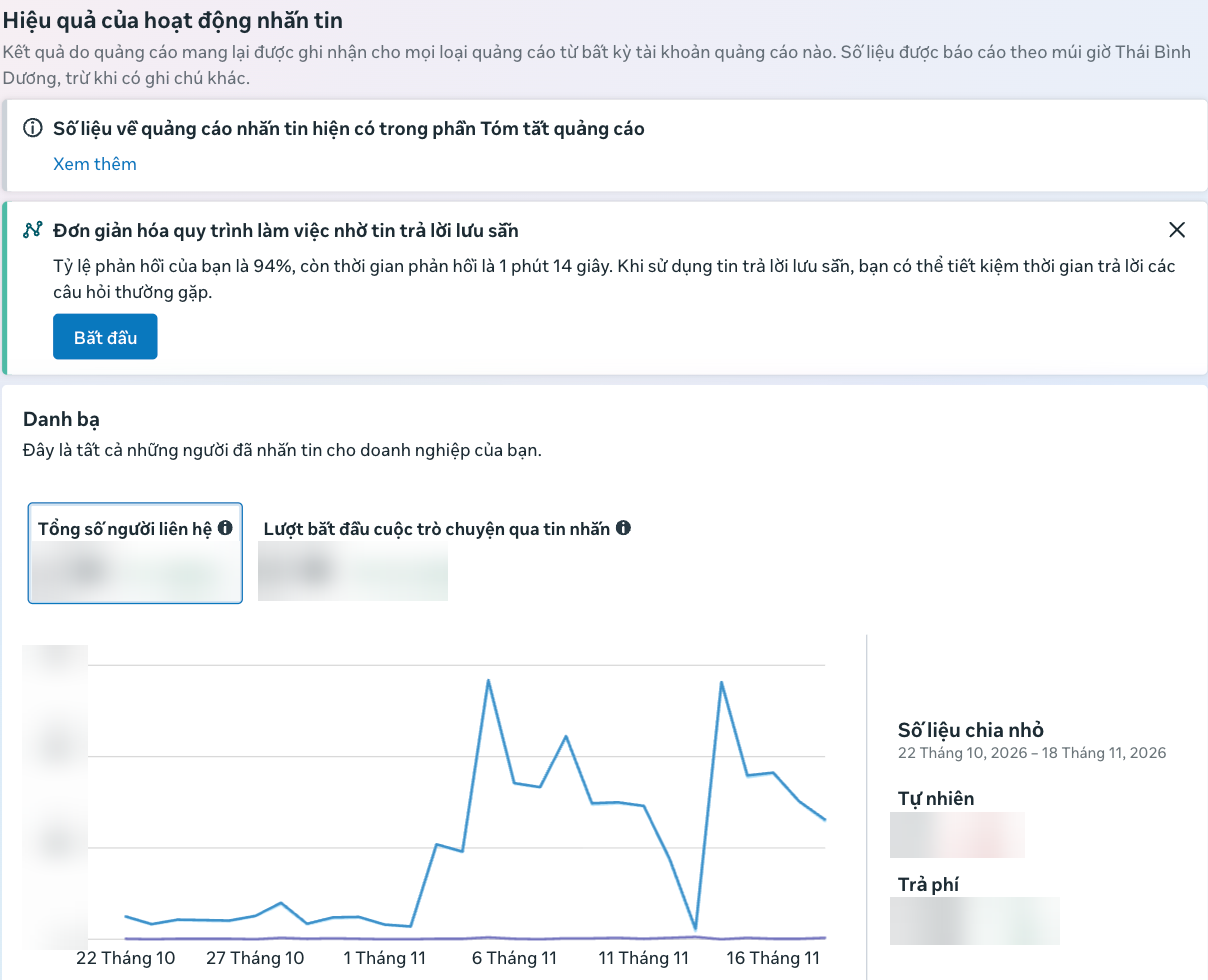 Hiệu quả của hoạt động nhắn tin
Kết quả do quảng cáo mang lại được ghi nhận cho mọi loại quảng cáo từ bất kỳ tài khoản quảng cáo nào. Số liệu được báo cáo theo múi giờ Thái Bình
Dương, trừ khi có ghi chú khác.
Số liệu về quảng cáo nhắn tin hiện có trong phần Tóm tắt quảng cáo
Xem thêm
Đơn giản hóa quy trình làm việc nhờ tin trả lời lưu sẵn
Tỷ lệ phản hồi của bạn là 94%, còn thời gian phản hồi là 1 phút 14 giây. Khi sử dụng tin trả lời lưu sẵn, bạn có thể tiết kiệm thời gian trả lời các
câu hỏi thường gặp.
Bắt đầu
Danh bạ
Đây là tất cả những người đã nhắn tin cho doanh nghiệp của bạn.
Tổng số người liên hệ
Lượt bắt đầu cuộc trò chuyện qua tin nhắn
Số liệu chia nhỏ
22 Tháng 10, 2026 – 18 Tháng 11, 2026
Tự nhiên
Trả phí
22 Tháng 10
27 Tháng 10
1 Tháng 11
6 Tháng 11
11 Tháng 11
16 Tháng 11